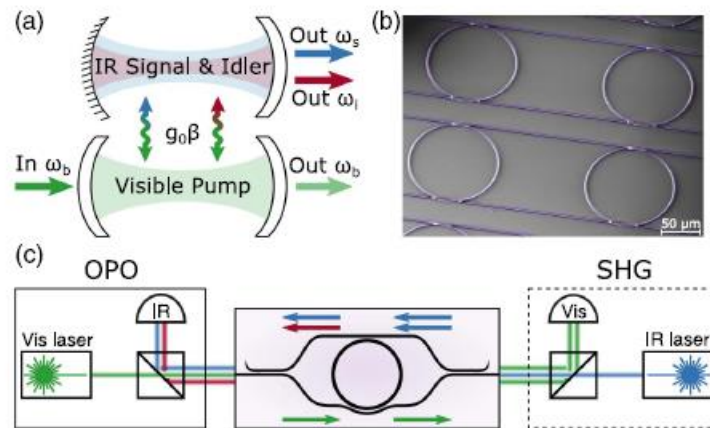 (a)
IR Signal & Idler
Out ωs
Out ωi
g0β
In ωb
Visible Pump
Out ωb
(b)
50 μm
(c)
OPO
SHG
Vis laser
IR
Vis
IR laser